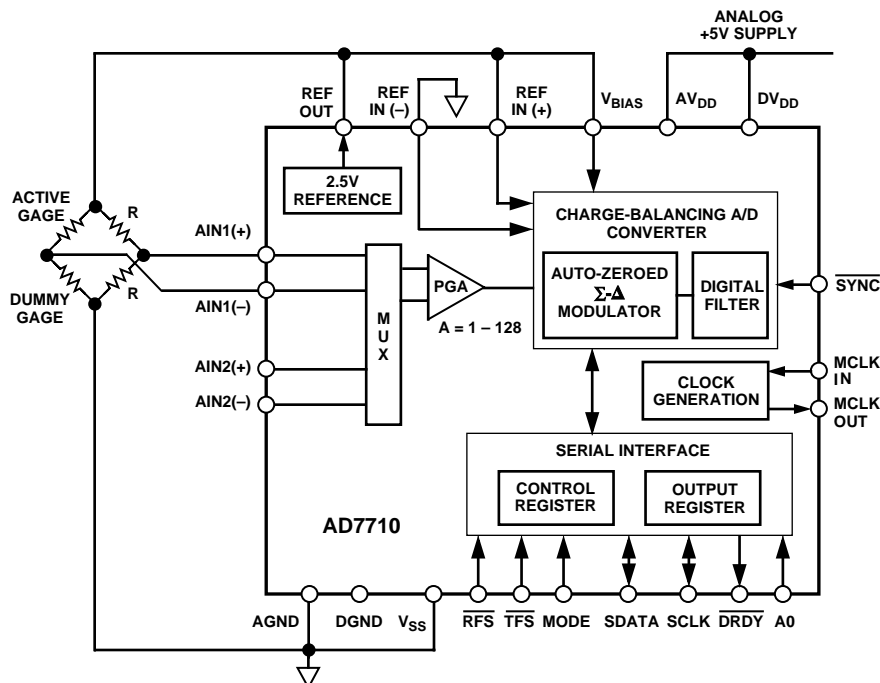 ANALOG
+5V SUPPLY
REF
OUT
REF
IN (–)
REF
IN (+)
VBIAS
AVDD
DVDD
2.5V
REFERENCE
ACTIVE
GAGE
R
DUMMY
GAGE
R
AIN1(+)
AIN1(–)
AIN2(+)
AIN2(–)
M
U
X
PGA
A = 1 – 128
CHARGE-BALANCING A/D
CONVERTER
AUTO-ZEROED
Σ-Δ
MODULATOR
DIGITAL
FILTER
SYNC
CLOCK
GENERATION
MCLK
IN
MCLK
OUT
SERIAL INTERFACE
CONTROL
REGISTER
OUTPUT
REGISTER
AD7710
AGND
DGND
VSS
RFS
TFS
MODE
SDATA
SCLK
DRDY
A0